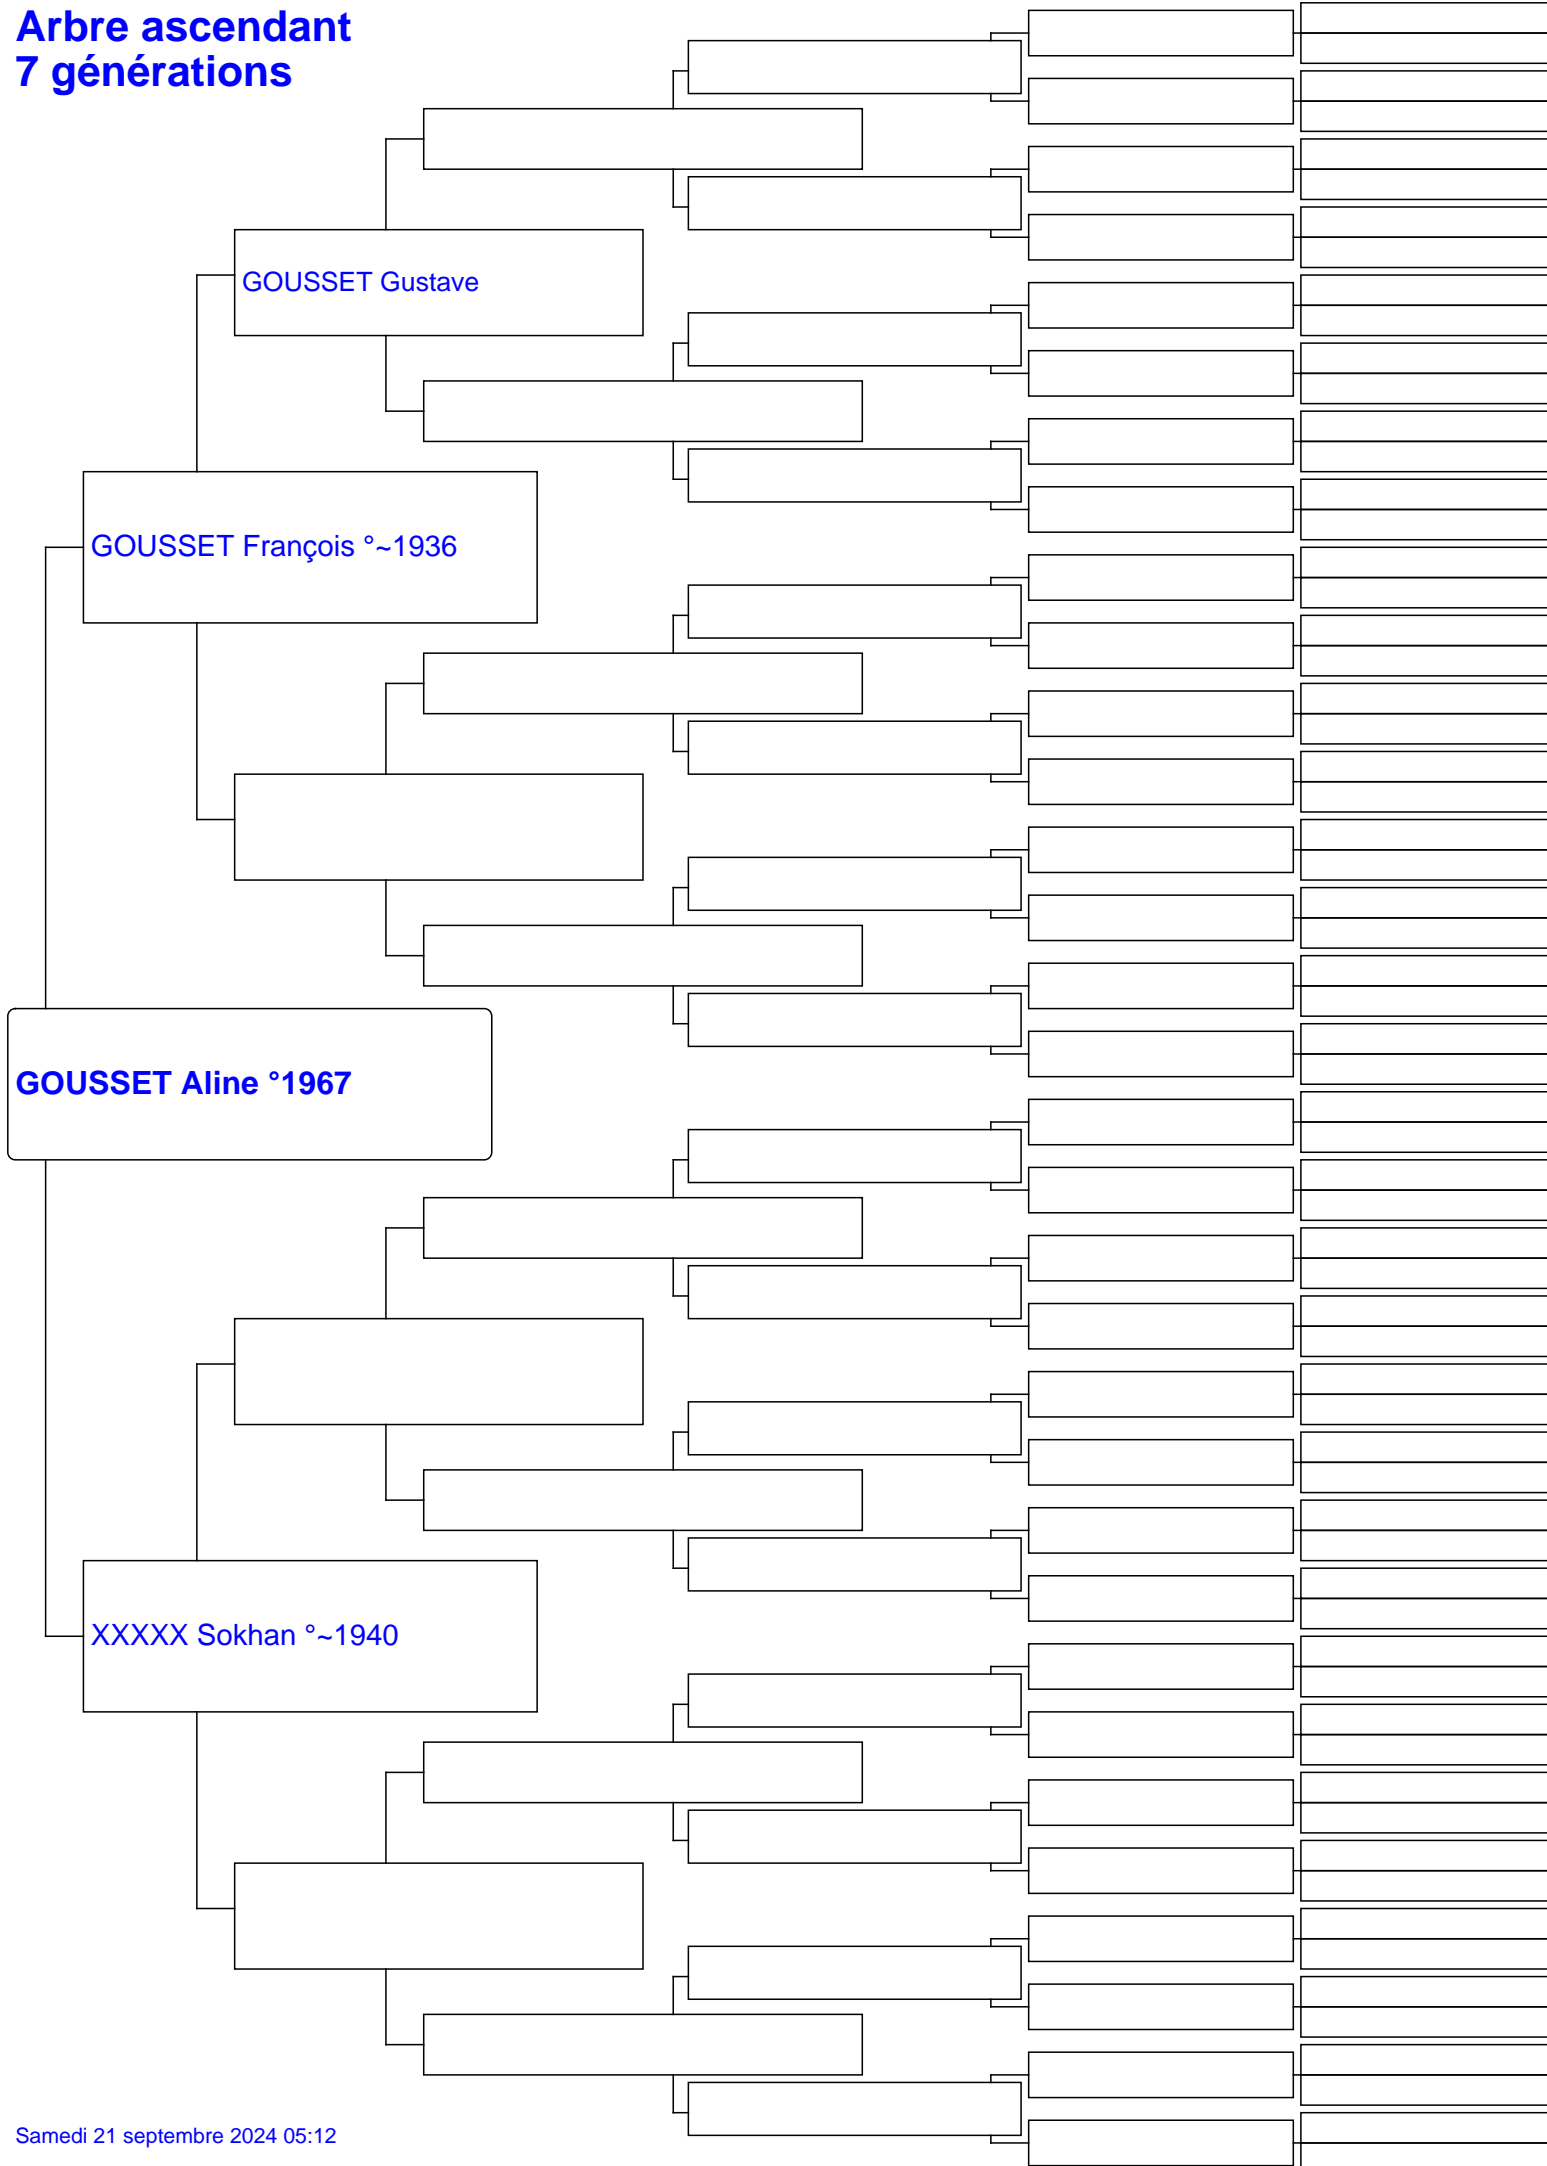 Arbre ascendant
7 générations
GOUSSET Gustave
GOUSSET François °~1936
GOUSSET Aline °1967
XXXXX Sokhan °~1940
Samedi 21 septembre 2024 05:12